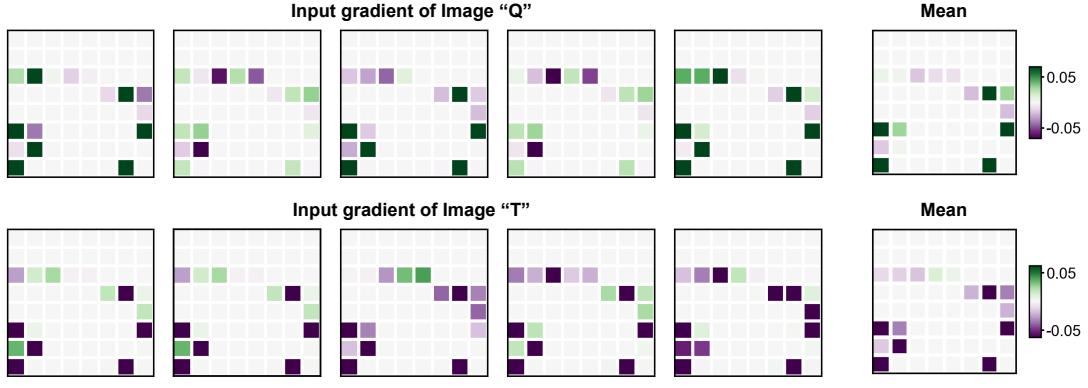 Input gradient of Image “Q”
Mean
0.05
-0.05
Input gradient of Image “T”
Mean
0.05
-0.05